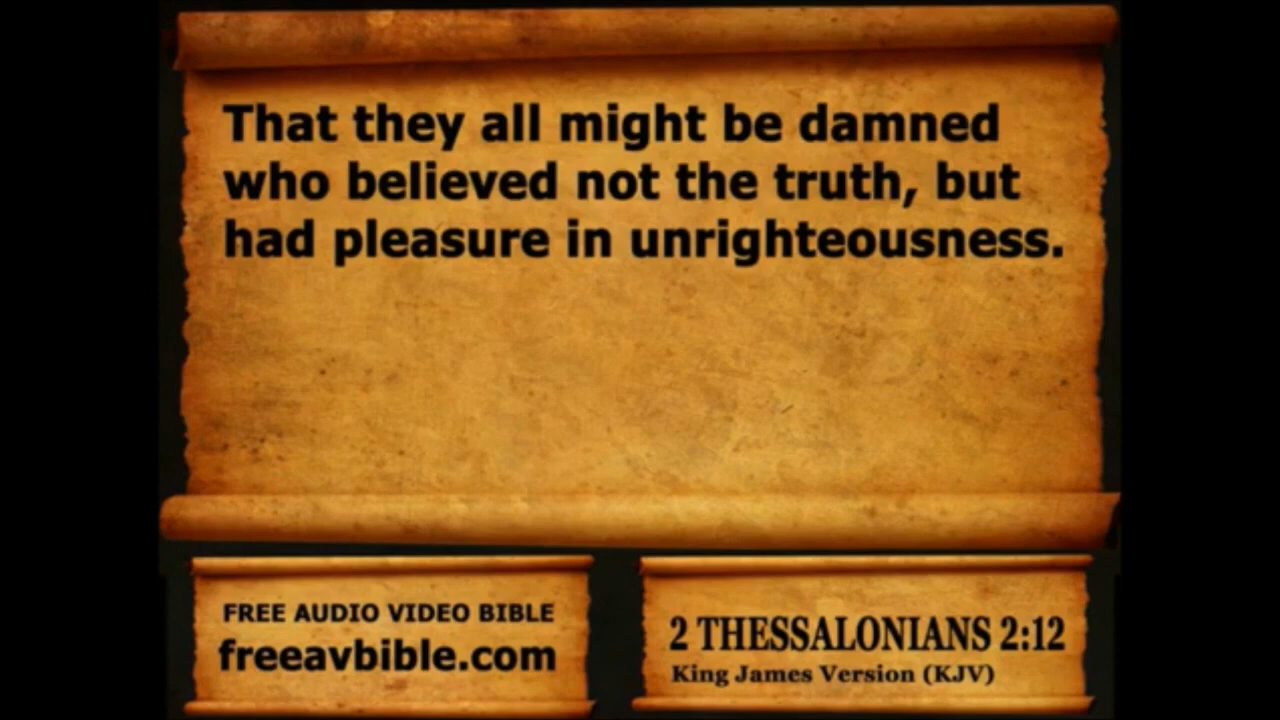 That they all might be damned
who believed not the truth, but
had pleasure in unrighteousness.
FREE AUDIO VIDEO BIBLE
freeavbible.com
2 THESSALONIANS 2:12
King James Version (KJV)